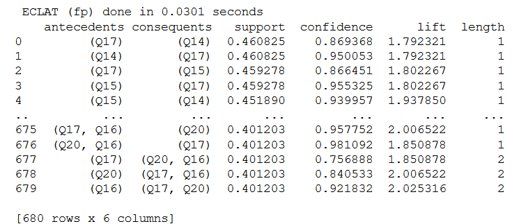 ECLAT (fp) done in 0.0301 seconds
antecedents consequents support confidence lift length
0 (Q17) (Q14) 0.460825 0.869368 1.792321 1
1 (Q14) (Q17) 0.460825 0.950053 1.792321 1
2 (Q17) (Q15) 0.459278 0.866451 1.802267 1
3 (Q15) (Q17) 0.459278 0.955325 1.802267 1
4 (Q15) (Q14) 0.451890 0.939957 1.937850 1
.. ... ... ... ... ... ...
675 (Q17, Q16) (Q20) 0.401203 0.957752 2.006522 1
676 (Q20, Q16) (Q17) 0.401203 0.981092 1.850878 1
677 (Q17) (Q20, Q16) 0.401203 0.756888 1.850878 2
678 (Q20) (Q17, Q16) 0.401203 0.840533 2.006522 2
679 (Q16) (Q17, Q20) 0.401203 0.921832 2.025316 2
[680 rows x 6 columns]